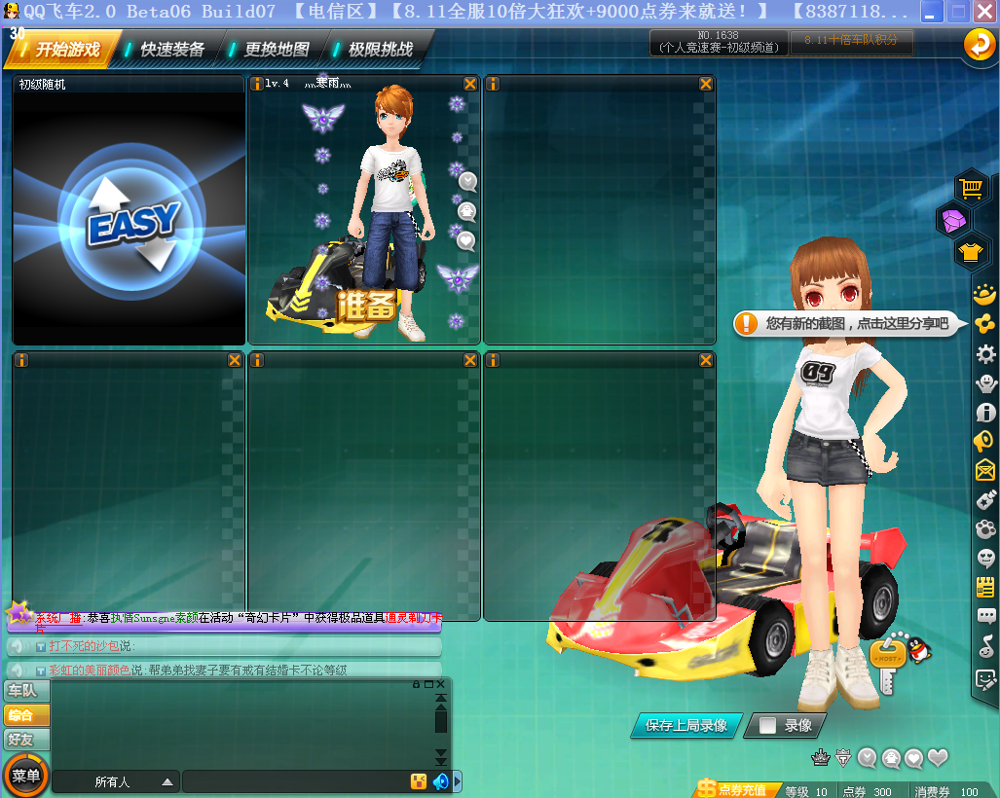 QQ飞车2.0 Beta06 Build07 【电信区】【8.11全服10倍大狂欢+9000点券来就送！】 【8387118...
30
开始游戏 快速装备 更换地图 极限挑战
NO.1638
(个人竞速赛-初级频道)
8.11十倍车队积分
初级随机
lv.4 灬寒雨灬
EASY
准备
您有新的截图，点击这里分享吧
09
系统广播:恭喜执偖Sunsgne素颜在活动“奇幻卡片”中获得极品道具通灵剃刀卡
片
打不死的沙包说:
彩虹的美丽颜色说:帮弟弟找妻子要有戒有结婚卡不论等级
车队
综合
好友
HOST
保存上局录像 录像
菜单
所有人
点券充值 等级 10 点券 300 消费券 100